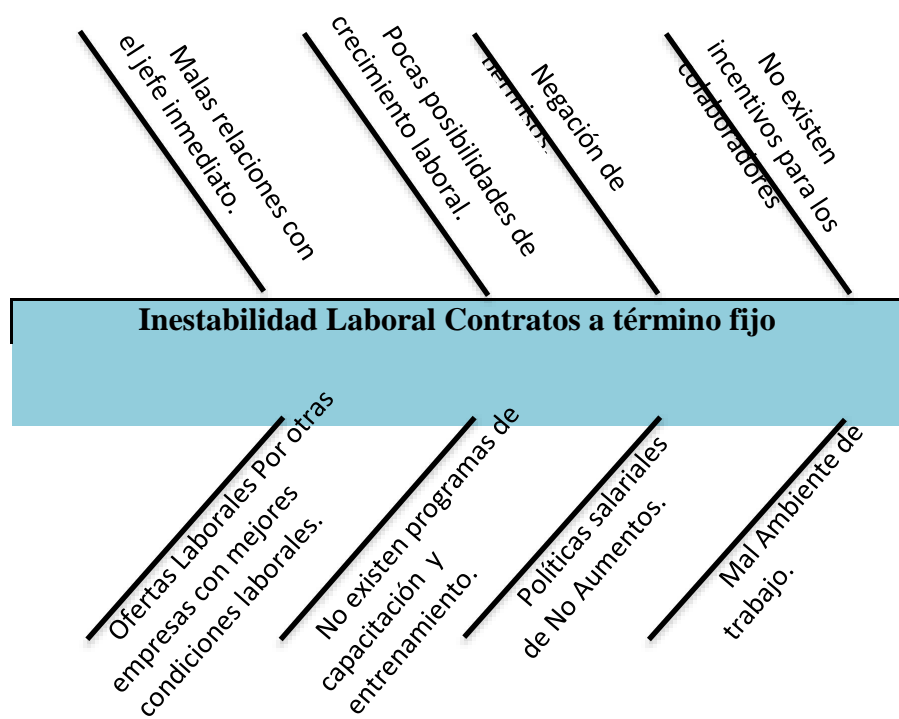 Malas relaciones con
el jefe inmediato.
Pocas posibilidades de
crecimiento laboral.
Negación de
permisos.
No existen
incentivos para los
colaboradores
Inestabilidad Laboral Contratos a término fijo
Ofertas Laborales Por otras
empresas con mejores
condiciones laborales.
No existen programas de
capacitación y
entrenamiento.
Políticas salariales
de No Aumentos.
Mal Ambiente de
trabajo.